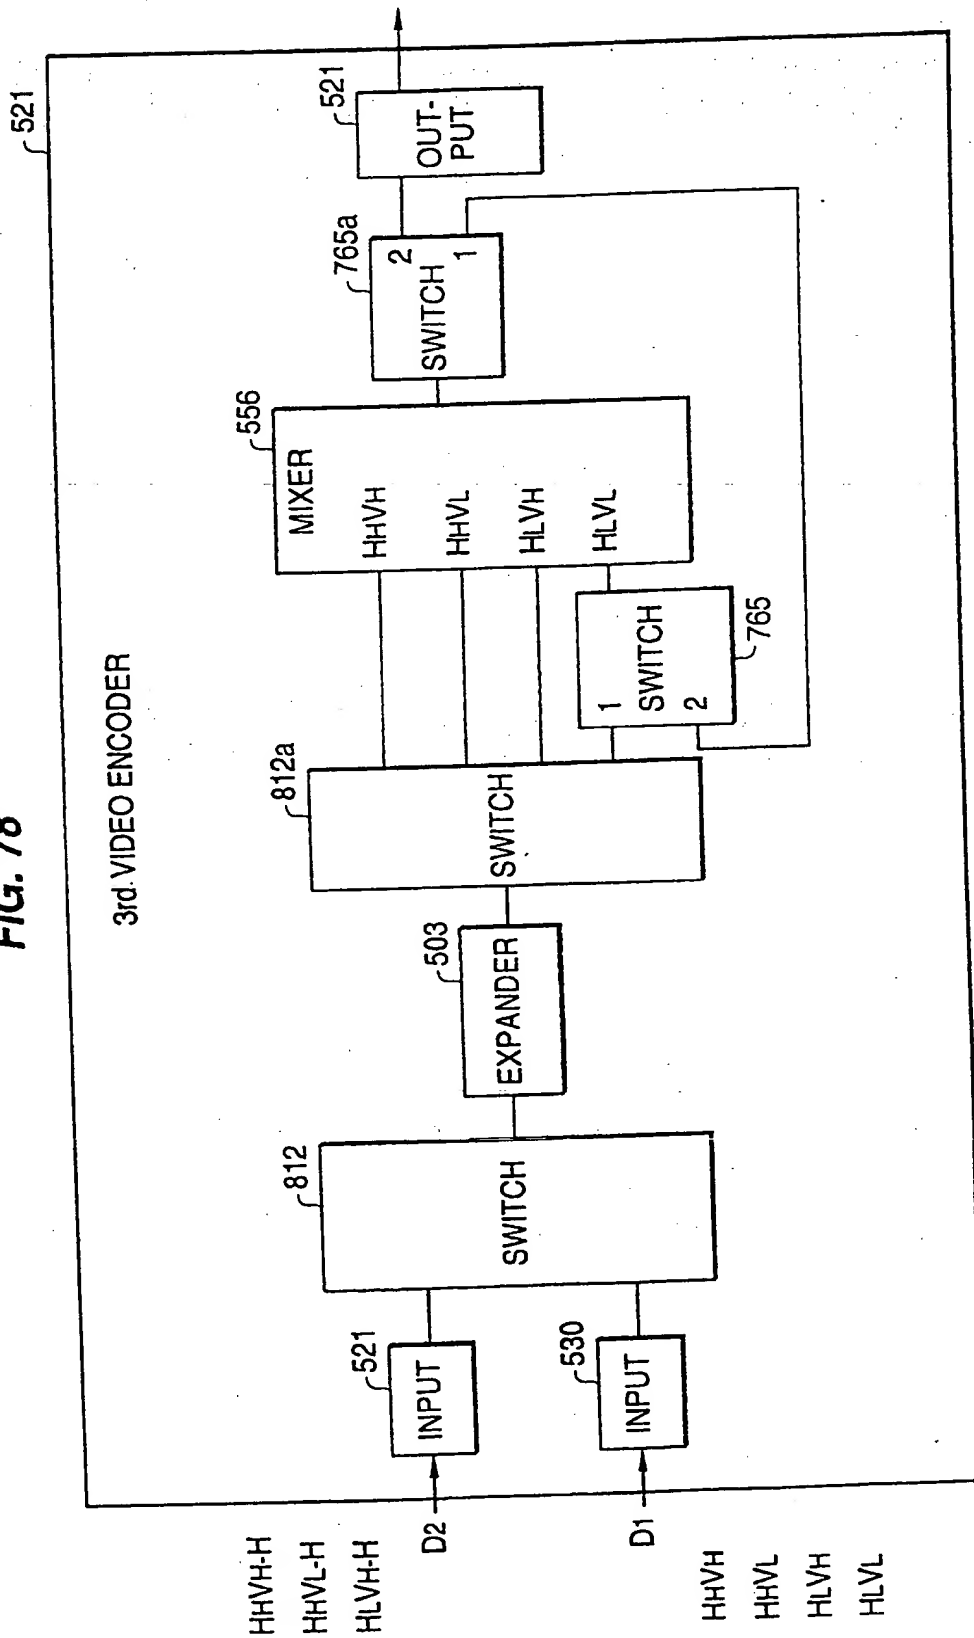 FIG. 78
521
3rd. VIDEO ENCODER
HHVH-H
HHVL-H
HLVH-H
D2
D1
HHVH
HHVL
HLVH
HLVL
521
INPUT
530
INPUT
812
SWITCH
503
EXPANDER
812a
SWITCH
765
1
SWITCH
2
556
MIXER
HHVH
HHVL
HLVH
HLVL
765a
2
SWITCH
1
521
OUT-
PUT